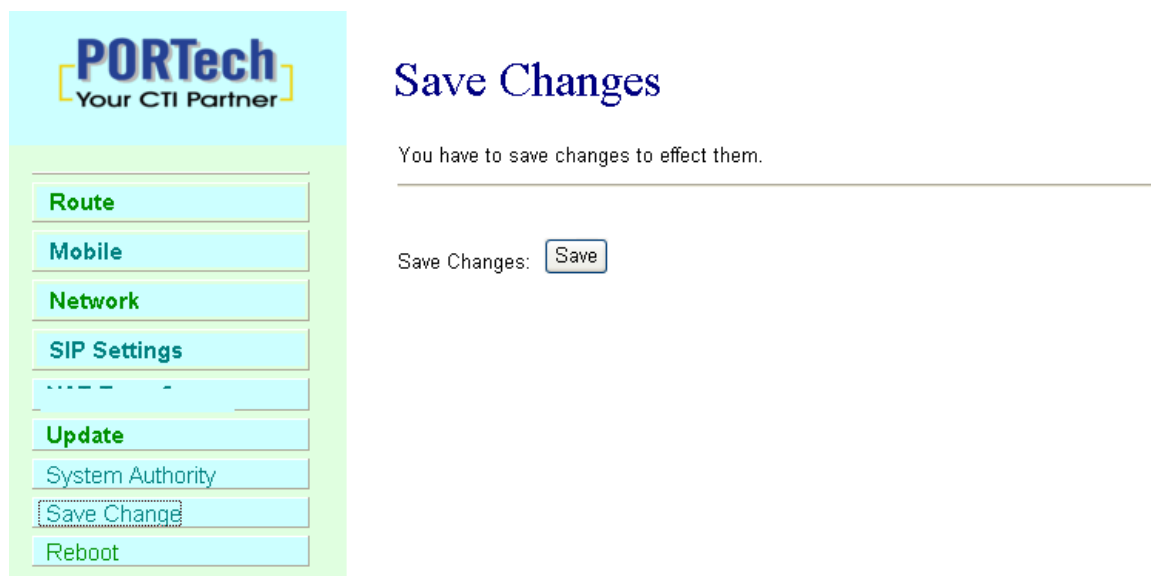 PORTech
Your CTI Partner
Route
Mobile
Network
SIP Settings
Update
System Authority
Save Change
Reboot
Save Changes
You have to save changes to effect them.
Save Changes: Save